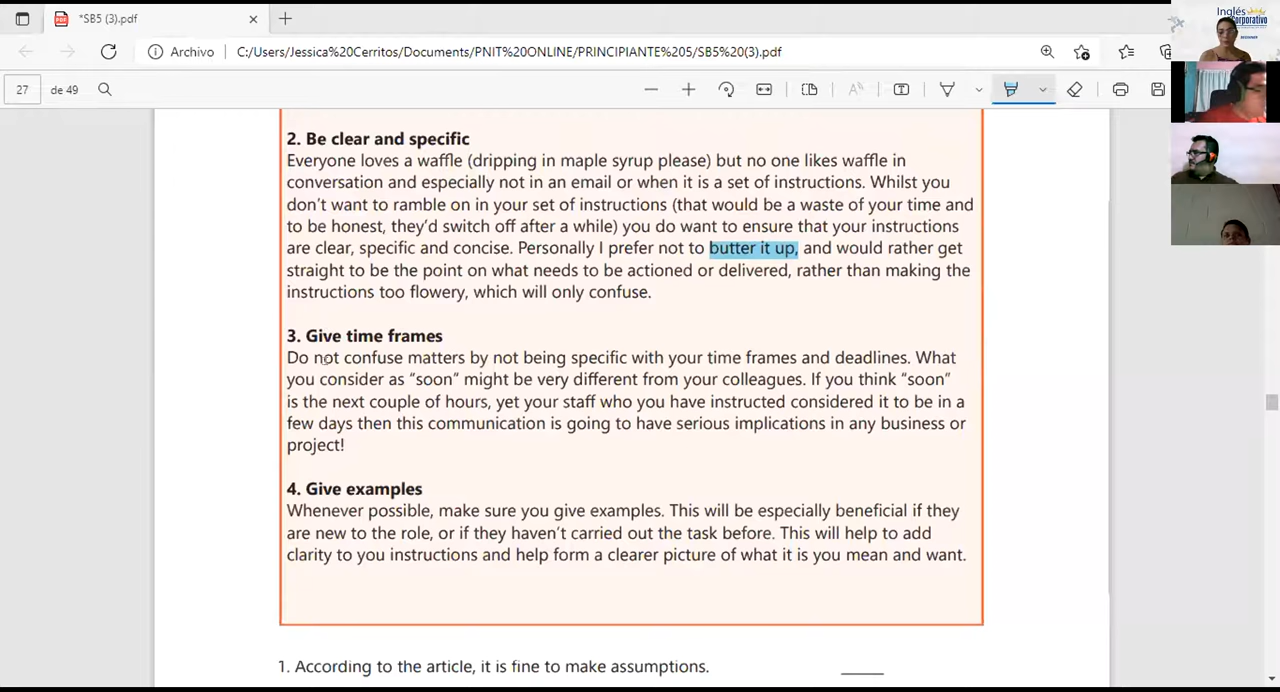 *SB5 (3).pdf
Archivo
C:/Users/Jessica%20Cerritos/Documents/PNIT%20ONLINE/PRINCIPIANTE%205/SB5%20(3).pdf
27 de 49
Inglés
Corporativo
2. Be clear and specific
Everyone loves a waffle (dripping in maple syrup please) but no one likes waffle in
conversation and especially not in an email or when it is a set of instructions. Whilst you
don’t want to ramble on in your set of instructions (that would be a waste of your time and
to be honest, they’d switch off after a while) you do want to ensure that your instructions
are clear, specific and concise. Personally I prefer not to butter it up, and would rather get
straight to be the point on what needs to be actioned or delivered, rather than making the
instructions too flowery, which will only confuse.
3. Give time frames
Do not confuse matters by not being specific with your time frames and deadlines. What
you consider as “soon” might be very different from your colleagues. If you think “soon”
is the next couple of hours, yet your staff who you have instructed considered it to be in a
few days then this communication is going to have serious implications in any business or
project!
4. Give examples
Whenever possible, make sure you give examples. This will be especially beneficial if they
are new to the role, or if they haven’t carried out the task before. This will help to add
clarity to you instructions and help form a clearer picture of what it is you mean and want.
1. According to the article, it is fine to make assumptions.